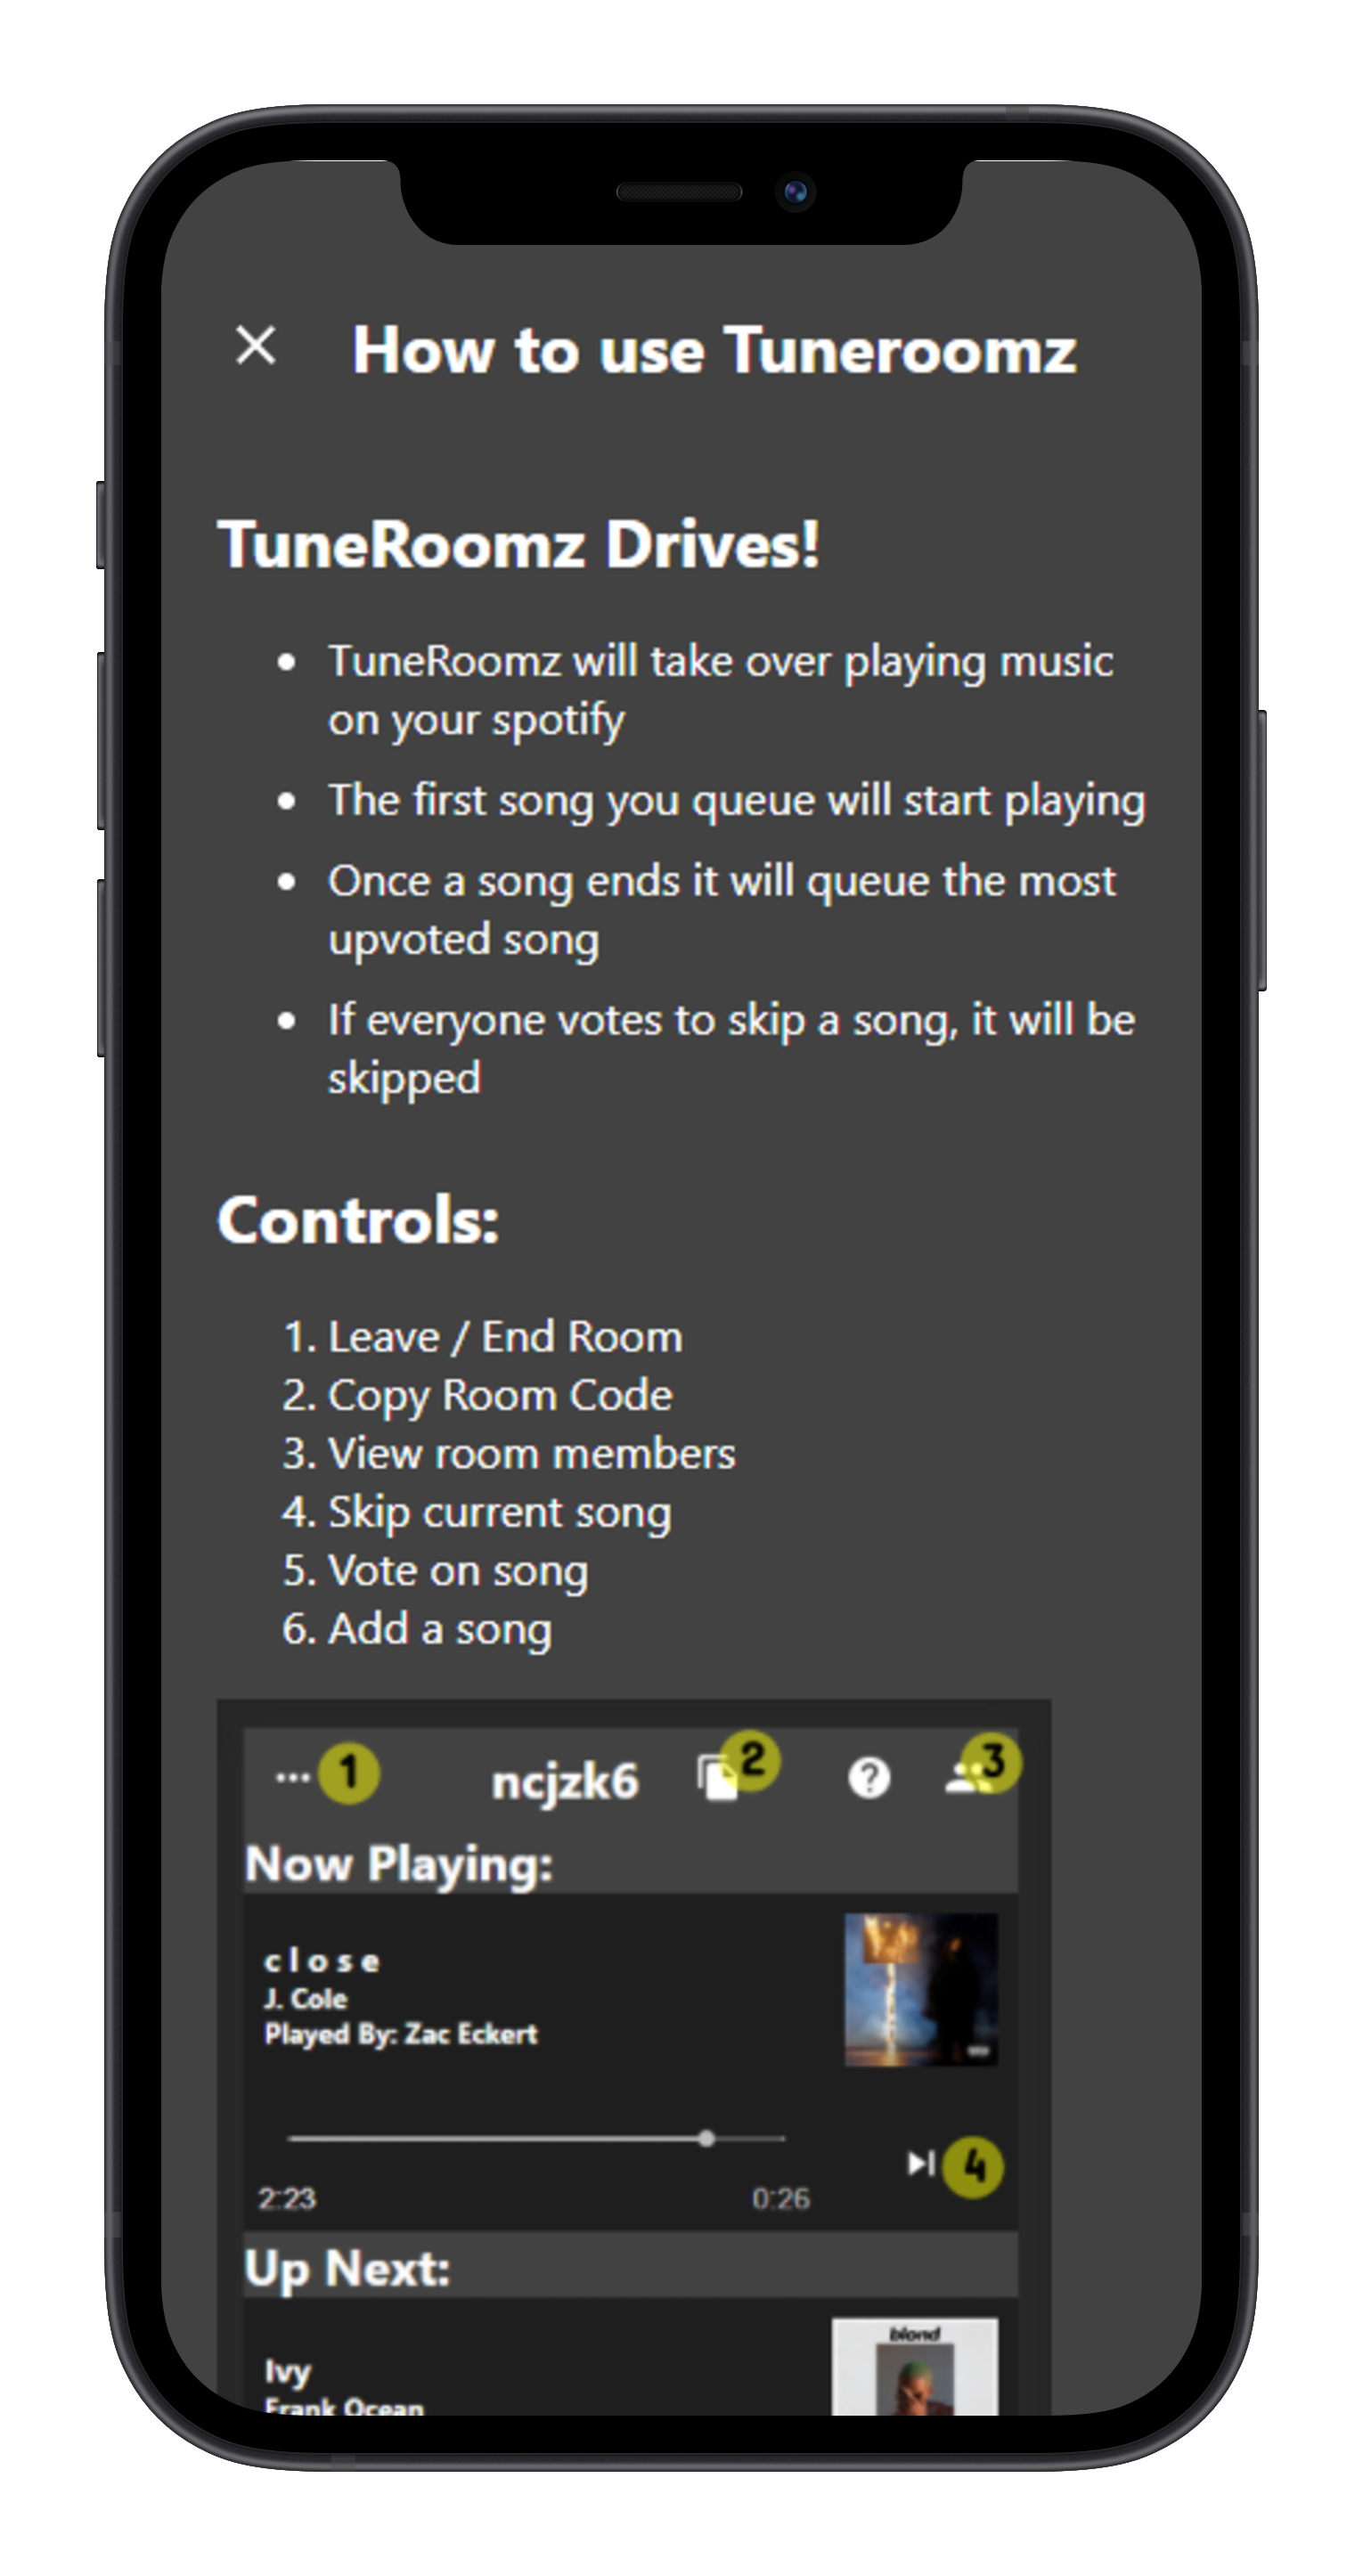 How to use Tuneroomz
TuneRoomz Drives!
• TuneRoomz will take over playing music
on your spotify
• The first song you queue will start playing
• Once a song ends it will queue the most
upvoted song
• If everyone votes to skip a song, it will be
skipped
Controls:
1. Leave / End Room
2. Copy Room Code
3. View room members
4. Skip current song
5. Vote on song
6. Add a song
1 ncjzk6 2 ? 3
Now Playing:
c l o s e
J. Cole
Played By: Zac Eckert
2:23 0:26 4
Up Next:
blond
Ivy
Frank Ocean